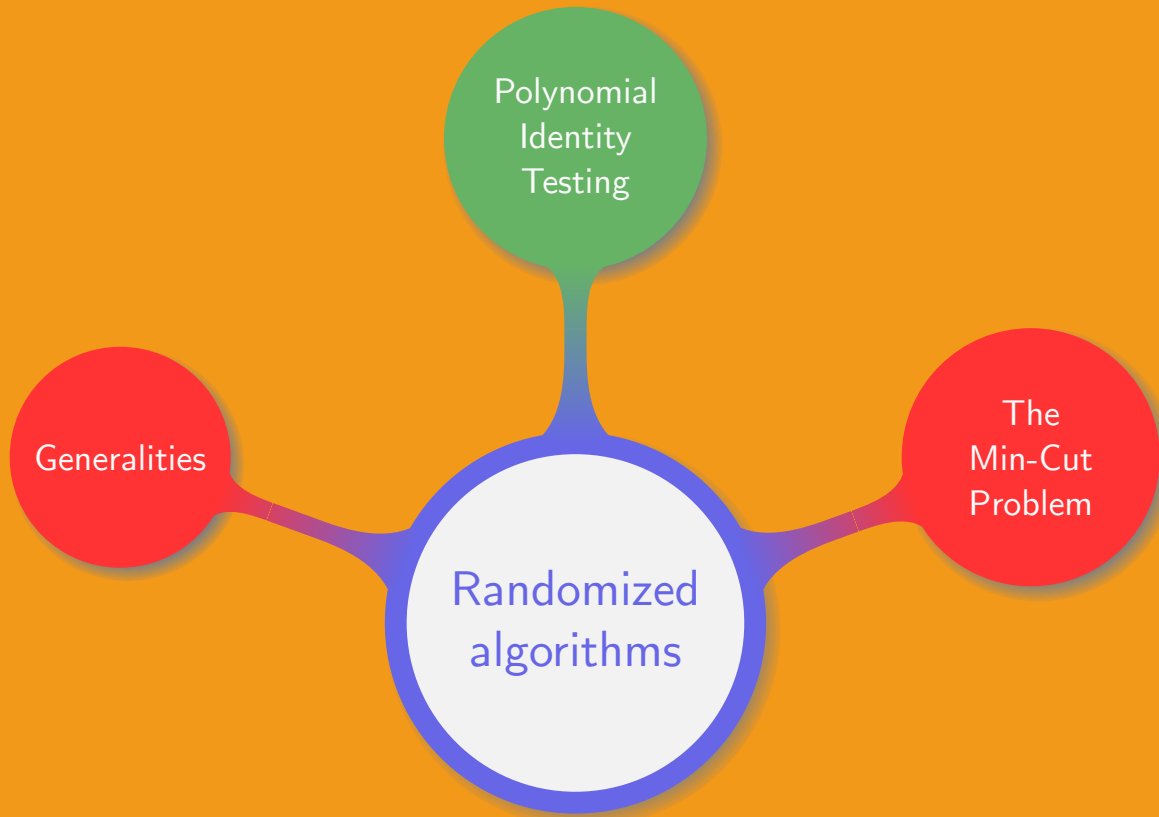 Polynomial
Identity
Testing
Generalities
The
Min-Cut
Problem
Randomized
algorithms